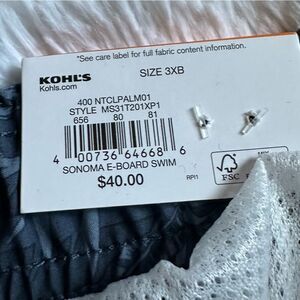 *See care label for full fabric content information.
KOHL'S
SIZE 3XB
Kohls.com
400 NTCLPALM01
STYLE MS31T201XP1
656 80 81
4 00736 64668 6
SONOMA E-BOARD SWIM
$40.00
RPI1
FSC